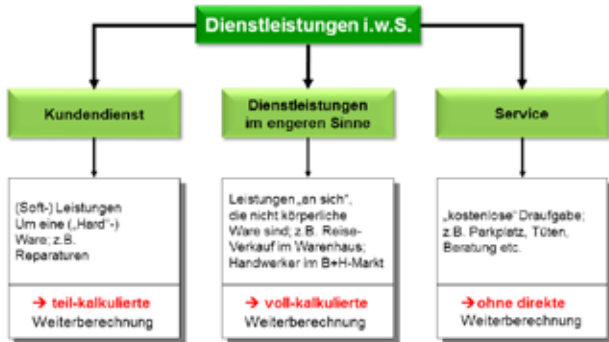 Dienstleistungen i.w.S.
Kundendienst
Dienstleistungen
im engeren Sinne
Service
(Soft-) Leistungen
Um eine („Hard"-)
Ware; z.B.
Reparaturen
→ teil-kalkulierte
Weiterberechnung
Leistungen „an sich",
die nicht körperliche
Ware sind; z.B. Reise-
Verkauf im Warenhaus;
Handwerker im B+H-Markt
→ voll-kalkulierte
Weiterberechnung
„kostenlose" Draufgabe;
z.B. Parkplatz, Tüten,
Beratung etc.
→ohne direkte
Weiterberechnung